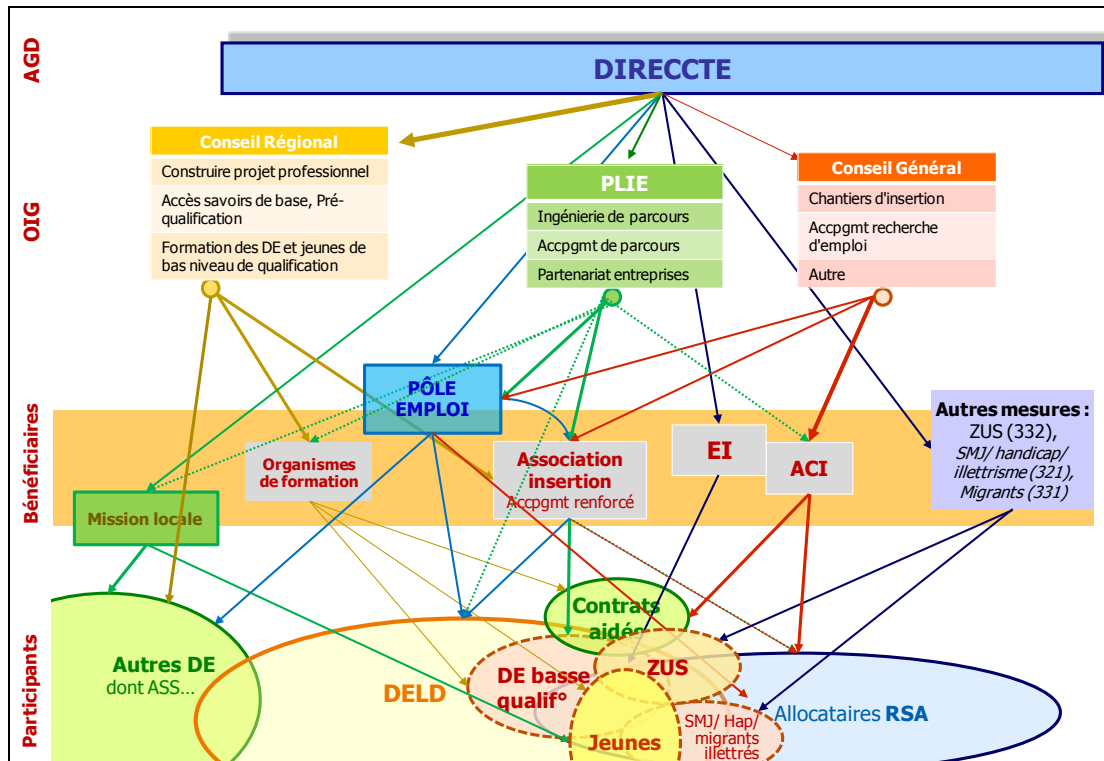 AGD
DIRECCTE
OIG
Conseil Régional
Construire projet professionnel
Accès savoirs de base, Pré-
qualification
Formation des DE et jeunes de
bas niveau de qualification
PLIE
Ingénierie de parcours
Accpgmt de parcours
Partenariat entreprises
Conseil Général
Chantiers d'insertion
Accpgmt recherche
d'emploi
Autre
Bénéficiaires
PÔLE
EMPLOI
Organismes
de formation
Association
insertion
Accpgmt renforcé
EI
ACI
Autres mesures :
ZUS (332),
SMJ/ handicap/
illettrisme (321),
Migrants (331)
Mission locale
Participants
Autres DE
dont ASS...
DELD
Contrats
aidés
DE basse
qualif°
ZUS
Jeunes
SMJ/ Hap/
migrants
illettrés
Allocataires RSA